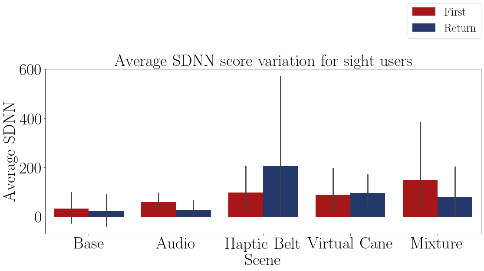 First
Return
Average SDNN score variation for sight users
Average SDNN
600
400
200
0
Base
Audio
Haptic Belt
Virtual Cane
Mixture
Scene